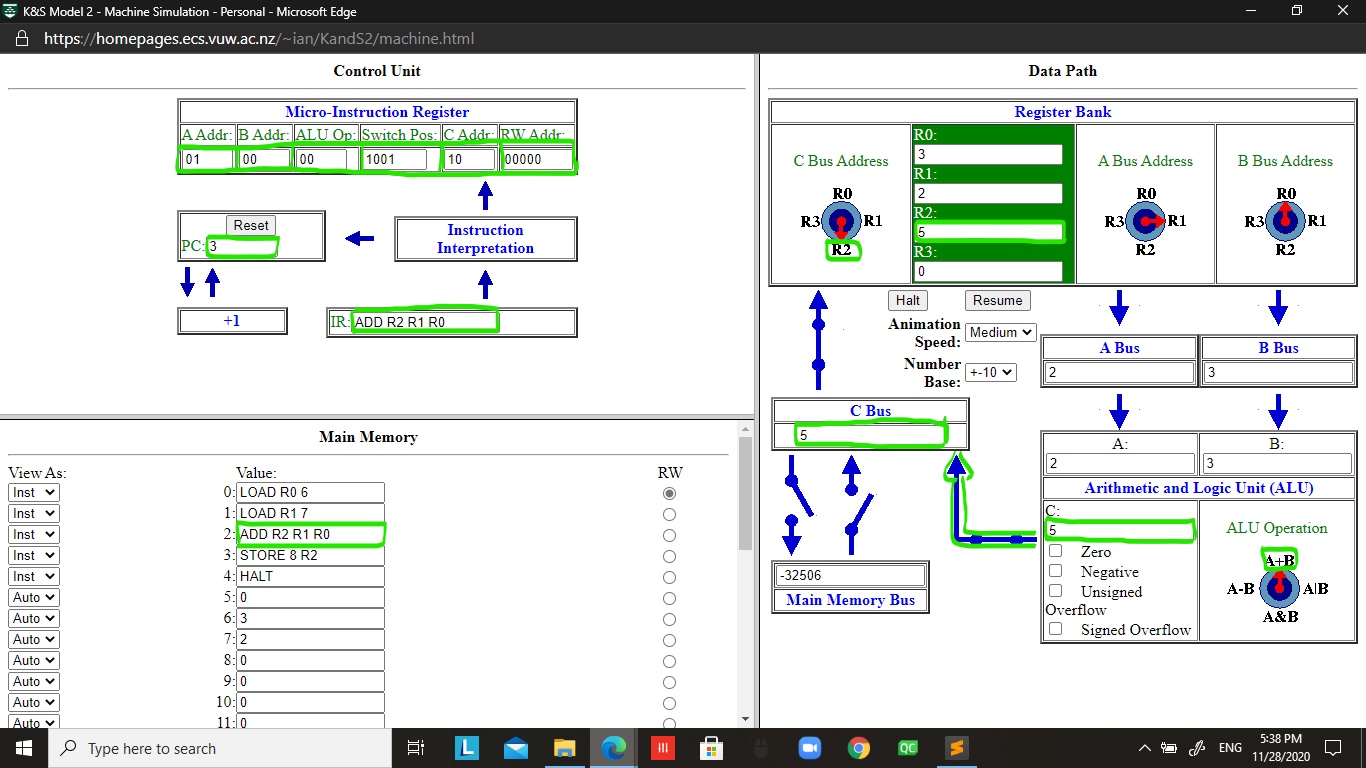 K&S Model 2 - Machine Simulation - Personal - Microsoft Edge
https://homepages.ecs.vuw.ac.nz/~ian/KandS2/machine.html
Control Unit
Micro-Instruction Register
A Addr: B Addr: ALU Op: Switch Pos: C Addr: RW Addr:
01 00 00 1001 10 00000
Reset
PC: 3
Instruction
Interpretation
+1
IR: ADD R2 R1 R0
Main Memory
View As: Value: RW
Inst 0: LOAD R0 6
Inst 1: LOAD R1 7
Inst 2: ADD R2 R1 R0
Inst 3: STORE 8 R2
Inst 4: HALT
Auto 5: 0
Auto 6: 3
Auto 7: 2
Auto 8: 0
Auto 9: 0
Auto 10: 0
Auto 11: 0
Data Path
Register Bank
C Bus Address
R0
R3 R1
R2
R0:
3
R1:
2
R2:
5
R3:
0
A Bus Address
R0
R3 R1
R2
B Bus Address
R0
R3 R1
R2
Halt Resume
Animation
Speed: Medium
Number
Base: +-10
A Bus
2
B Bus
3
C Bus
5
-32506
Main Memory Bus
A: B:
2 3
Arithmetic and Logic Unit (ALU)
C:
5
Zero
Negative
Unsigned
Overflow
Signed Overflow
ALU Operation
A+B
A-B A|B
A&B
Type here to search
L
QC
ENG
5:38 PM
11/28/2020